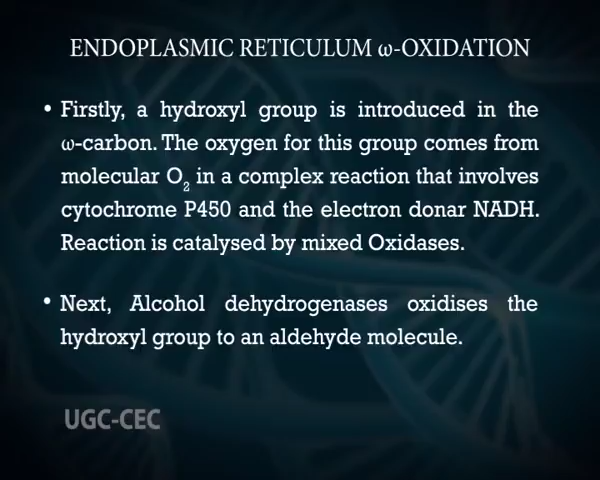 ENDOPLASMIC RETICULUM ω-OXIDATION
• Firstly, a hydroxyl group is introduced in the
ω-carbon. The oxygen for this group comes from
molecular O₂ in a complex reaction that involves
cytochrome P450 and the electron donar NADH.
Reaction is catalysed by mixed Oxidases.
• Next, Alcohol dehydrogenases oxidises the
hydroxyl group to an aldehyde molecule.
UGC-CEC